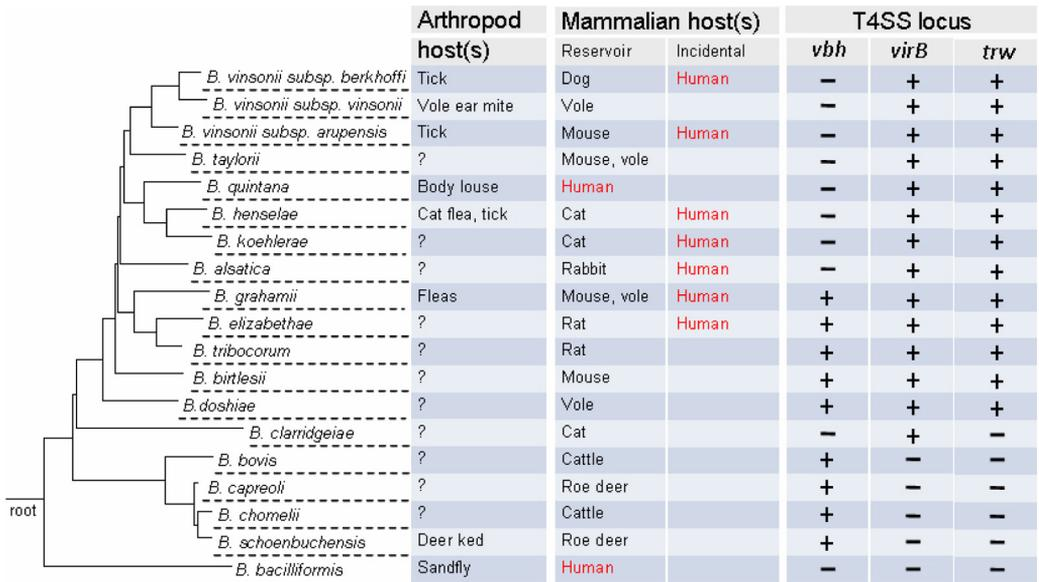 Arthropod Mammalian host(s) T4SS locus
host(s) Reservoir Incidental vbh virB trw
B. vinsonii subsp. berkhoffi Tick Dog Human − + +
B. vinsonii subsp. vinsonii Vole ear mite Vole − + +
B. vinsonii subsp. arupensis Tick Mouse Human − + +
B. taylorii ? Mouse, vole − + +
B. quintana Body louse Human − + +
B. henselae Cat flea, tick Cat Human − + +
B. koehlerae ? Cat Human − + +
B. alsatica ? Rabbit Human − + +
B. grahamii Fleas Mouse, vole Human + + +
B. elizabethae ? Rat Human + + +
B. tribocorum ? Rat + + +
B. birtlesii ? Mouse + + +
B.doshiae ? Vole + + +
B. clarridgeiae ? Cat − + −
B. bovis ? Cattle + − −
B. capreoli ? Roe deer + − −
root
B. chomelii ? Cattle + − −
B. schoenbuchensis Deer ked Roe deer + − −
B. bacilliformis Sandfly Human − − −